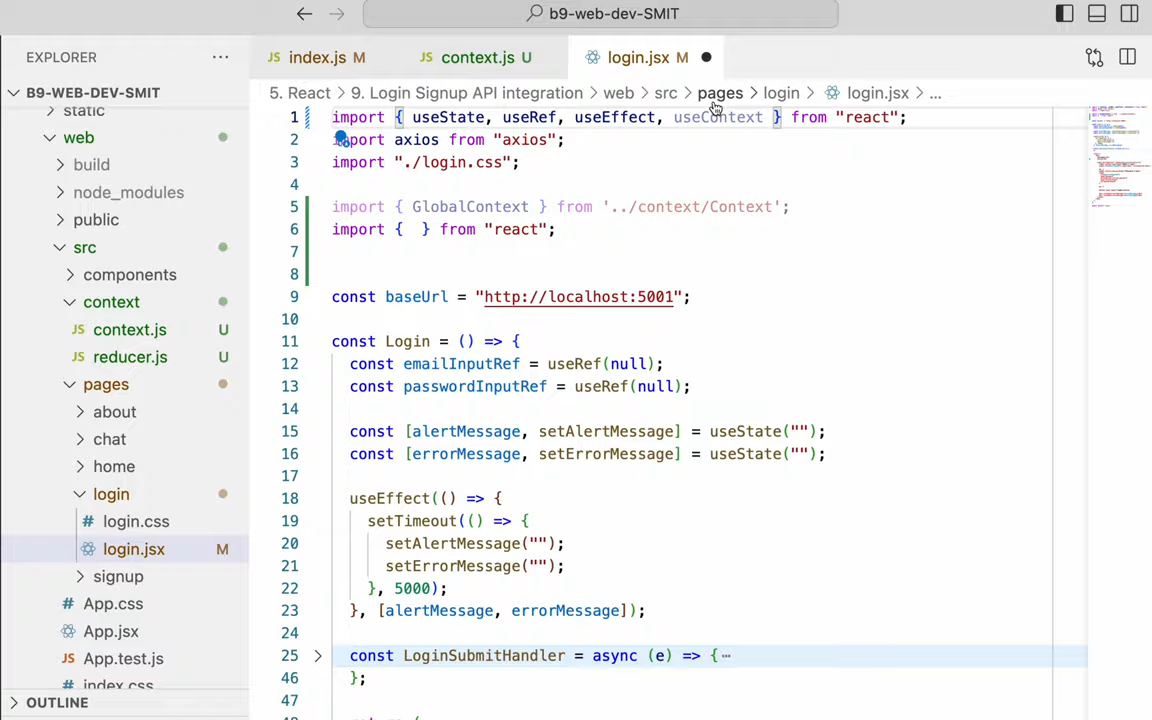 b9-web-dev-SMIT
EXPLORER
B9-WEB-DEV-SMIT
static
web
build
node_modules
public
src
components
context
JS context.js U
JS reducer.js U
pages
about
chat
home
login
# login.css
login.jsx M
signup
# App.css
App.jsx
JS App.test.js
# index.css
OUTLINE
JS index.js M
JS context.js U
login.jsx M
5. React > 9. Login Signup API integration > web > src > pages > login > login.jsx > ...
1 import { useState, useRef, useEffect, useContext } from "react";
2 import axios from "axios";
3 import "./login.css";
4
5 import { GlobalContext } from '../context/Context';
6 import {  } from "react";
7
8
9 const baseUrl = "http://localhost:5001";
10
11 const Login = () => {
12 const emailInputRef = useRef(null);
13 const passwordInputRef = useRef(null);
14
15 const [alertMessage, setAlertMessage] = useState("");
16 const [errorMessage, setErrorMessage] = useState("");
17
18 useEffect(() => {
19 setTimeout(() => {
20 setAlertMessage("");
21 setErrorMessage("");
22 }, 5000);
23 }, [alertMessage, errorMessage]);
24
25 const LoginSubmitHandler = async (e) => {…
46 };
47
48 return (